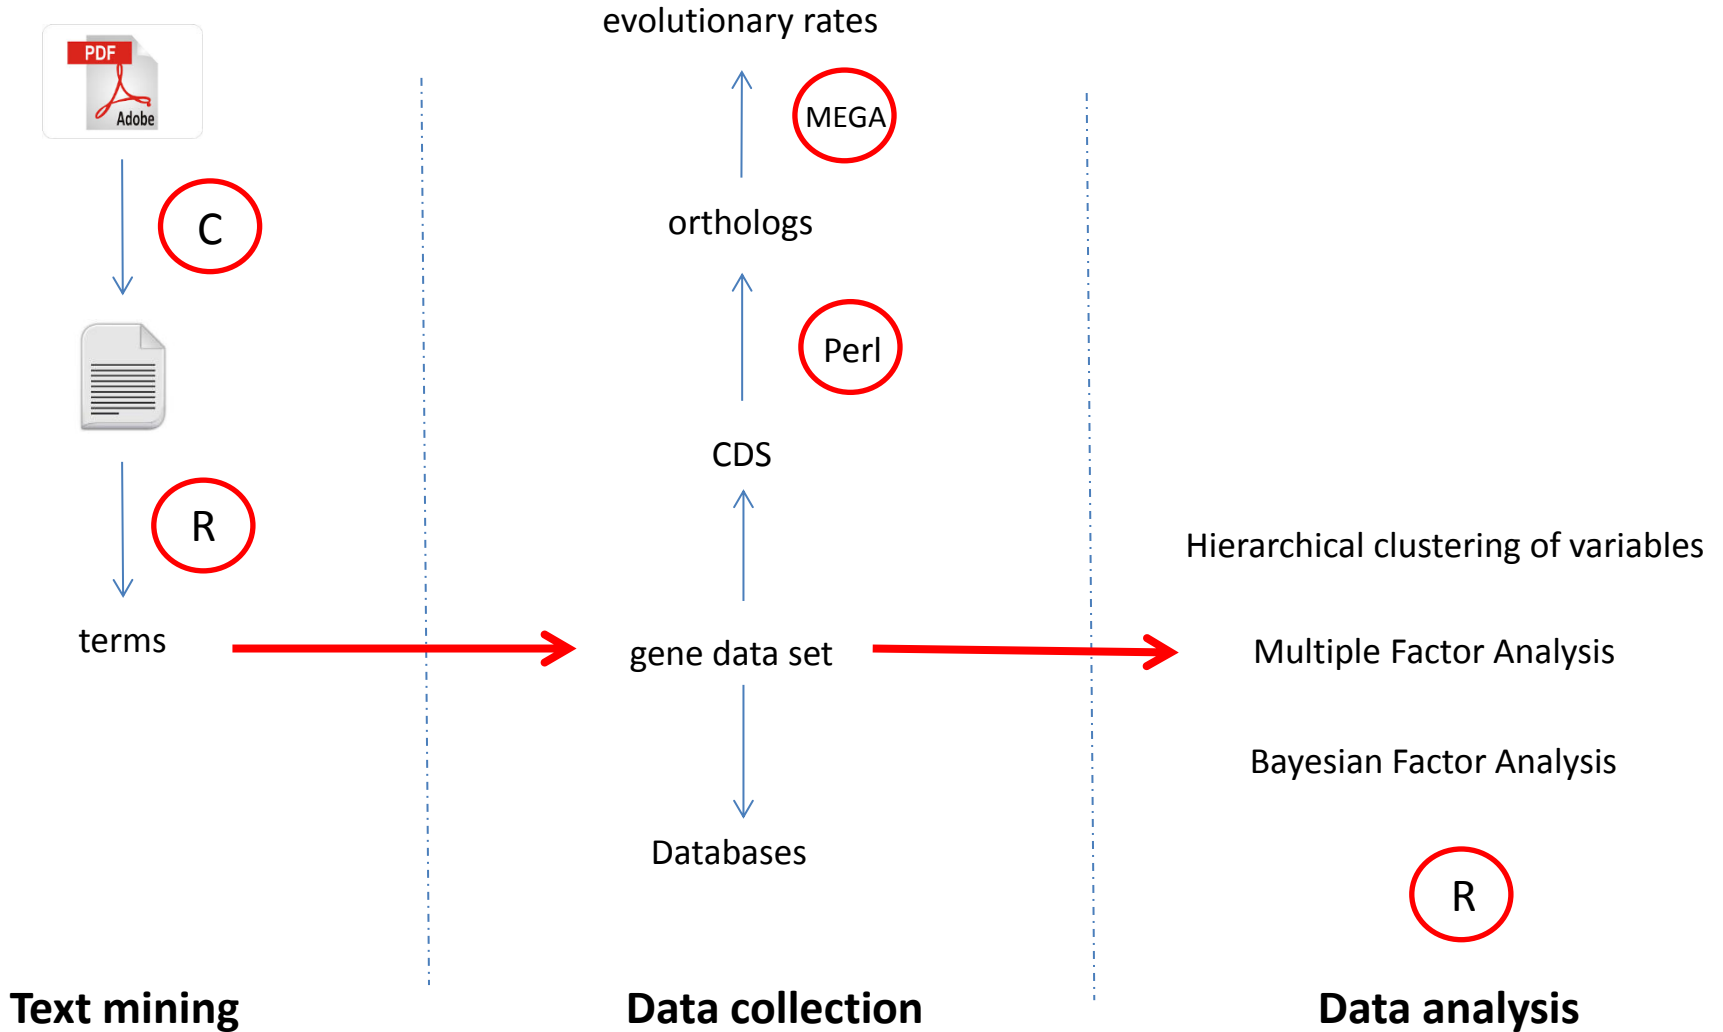 PDF
Adobe
C
R
terms
Text mining
evolutionary rates
MEGA
orthologs
Perl
CDS
gene data set
Databases
Data collection
Hierarchical clustering of variables
Multiple Factor Analysis
Bayesian Factor Analysis
R
Data analysis